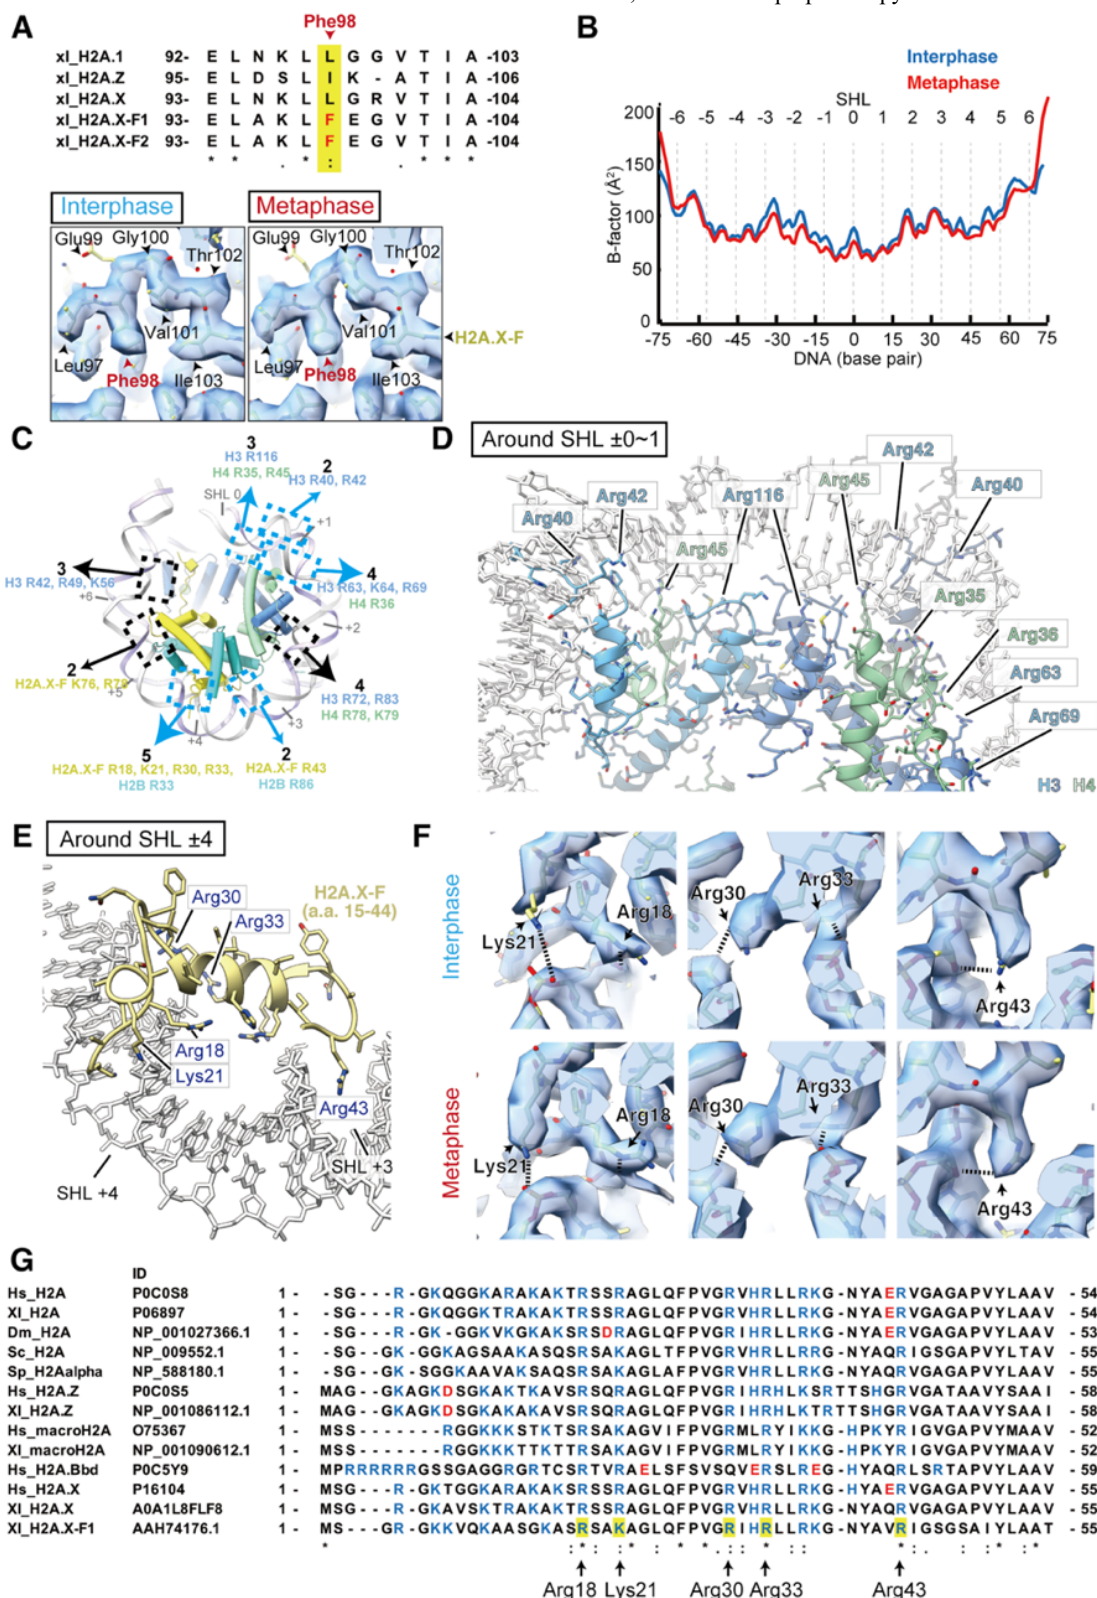 A
Phe98
xl_H2A.1 92- E L N K L L G G V T I A -103
xl_H2A.Z 95- E L D S L I K - A T I A -106
xl_H2A.X 93- E L N K L L G R V T I A -104
xl_H2A.X-F1 93- E L A K L F E G V T I A -104
xl_H2A.X-F2 93- E L A K L F E G V T I A -104
* * . * : . * * *
Interphase
Metaphase
Glu99 Gly100 Thr102
Val101
Leu97
Phe98
Ile103
Glu99 Gly100 Thr102
Val101
Leu97
Phe98
Ile103
H2A.X-F
B
Interphase
Metaphase
SHL
-6 -5 -4 -3 -2 -1 0 1 2 3 4 5 6
B-factor (Å²)
200
150
100
50
0
-75 -60 -45 -30 -15 0 15 30 45 60 75
DNA (base pair)
C
3
H3 R116
H4 R35, R45
2
H3 R40, R42
SHL 0
+1
4
H3 R63, K64, R69
H4 R36
3
H3 R42, R49, K56
+6
+2
2
H2A.X-F K76, R78
+5
4
H3 R72, R83
H4 R78, K79
+3
+4
5
H2A.X-F R18, K21, R30, R33,
H2B R33
2
H2A.X-F R43
H2B R86
D
Around SHL ±0~1
Arg42
Arg40
Arg45
Arg116
Arg42
Arg40
Arg45
Arg35
Arg36
Arg63
Arg69
H3 H4
E
Around SHL ±4
Arg30
Arg33
H2A.X-F
(a.a. 15-44)
Arg18
Lys21
Arg43
SHL +3
SHL +4
F
Interphase
Lys21
Arg18
Arg30
Arg33
Arg43
Metaphase
Lys21
Arg18
Arg30
Arg33
Arg43
G
ID
Hs_H2A P0C0S8 1 - -SG---R-GKQGGKARAKAKTRSSRAGLQFPVGRVHRLLRKG-NYAERVGAGAPVYLAAV - 54
Xl_H2A P06897 1 - -SG---R-GKQGGKTRAKAKTRSSRAGLQFPVGRVHRLLRKG-NYAERVGAGAPVYLAAV - 54
Dm_H2A NP_001027366.1 1 - -SG---R-GK-GGKVKGKAKSRSDRAGLQFPVGRIHRLLRKG-NYAERVGAGAPVYLAAV - 53
Sc_H2A NP_009552.1 1 - -SG---GK-GGKAGSAAKASQSRSAKAGLTFPVGRVHRLLRRG-NYAQRIGSGAPVYLTAV - 55
Sp_H2Aalpha NP_588180.1 1 - -SG---GK-SGGKAAVAKSAQSRSAKAGLAFPVGRVHRLLRKG-NYAQRVGAGAPVYLAAV - 55
Hs_H2A.Z P0C0S5 1 - MAG--GKAGKDSGKAKTKAVSRSQRAGLQFPVGRIHRHLKSRTTSHGRVGATAAVYSAAI - 58
Xl_H2A.Z NP_001086112.1 1 - MAG--GKAGKDSGKAKAKAVSRSQRAGLQFPVGRIHRHLKTRTTSHGRVGATAAVYSAAI - 58
Hs_macroH2A O75367 1 - MSS-------RGGKKKSTKTSRSAKAGVIFPVGRMLRYIKKG-HPKYRIGVGAPVYMAAV - 52
Xl_macroH2A NP_001090612.1 1 - MSS-------RGGKKKTTKTTRSAKAGVIFPVGRMLRYIKKG-HPKYRIGVGAPVYMAAV - 52
Hs_H2A.Bbd P0C5Y9 1 - MPRRRRRRGSSGAGGRGRTCSRTVRAELSFSVSQVERSLREG-HYAQRLSRTAPVYLAAV - 59
Hs_H2A.X P16104 1 - MSG---R-GKTGGKARAKAKSRSSRAGLQFPVGRVHRLLRKG-HYAERVGAGAPVYLAAV - 55
Xl_H2A.X A0A1L8FLF8 1 - MSG---R-GKAVSKTRAKAKTRSSRAGLQFPVGRVHRLLRKG-NYAQRVGAGAPVYLAAV - 55
Xl_H2A.X-F1 AAH74176.1 1 - MS---GR-GKKVQKAASGKASRSAKAGLQFPVGRIHRLLRKG-NYAVRIGSGSAIYLAAT - 55
Arg18 Lys21 Arg30 Arg33 Arg43